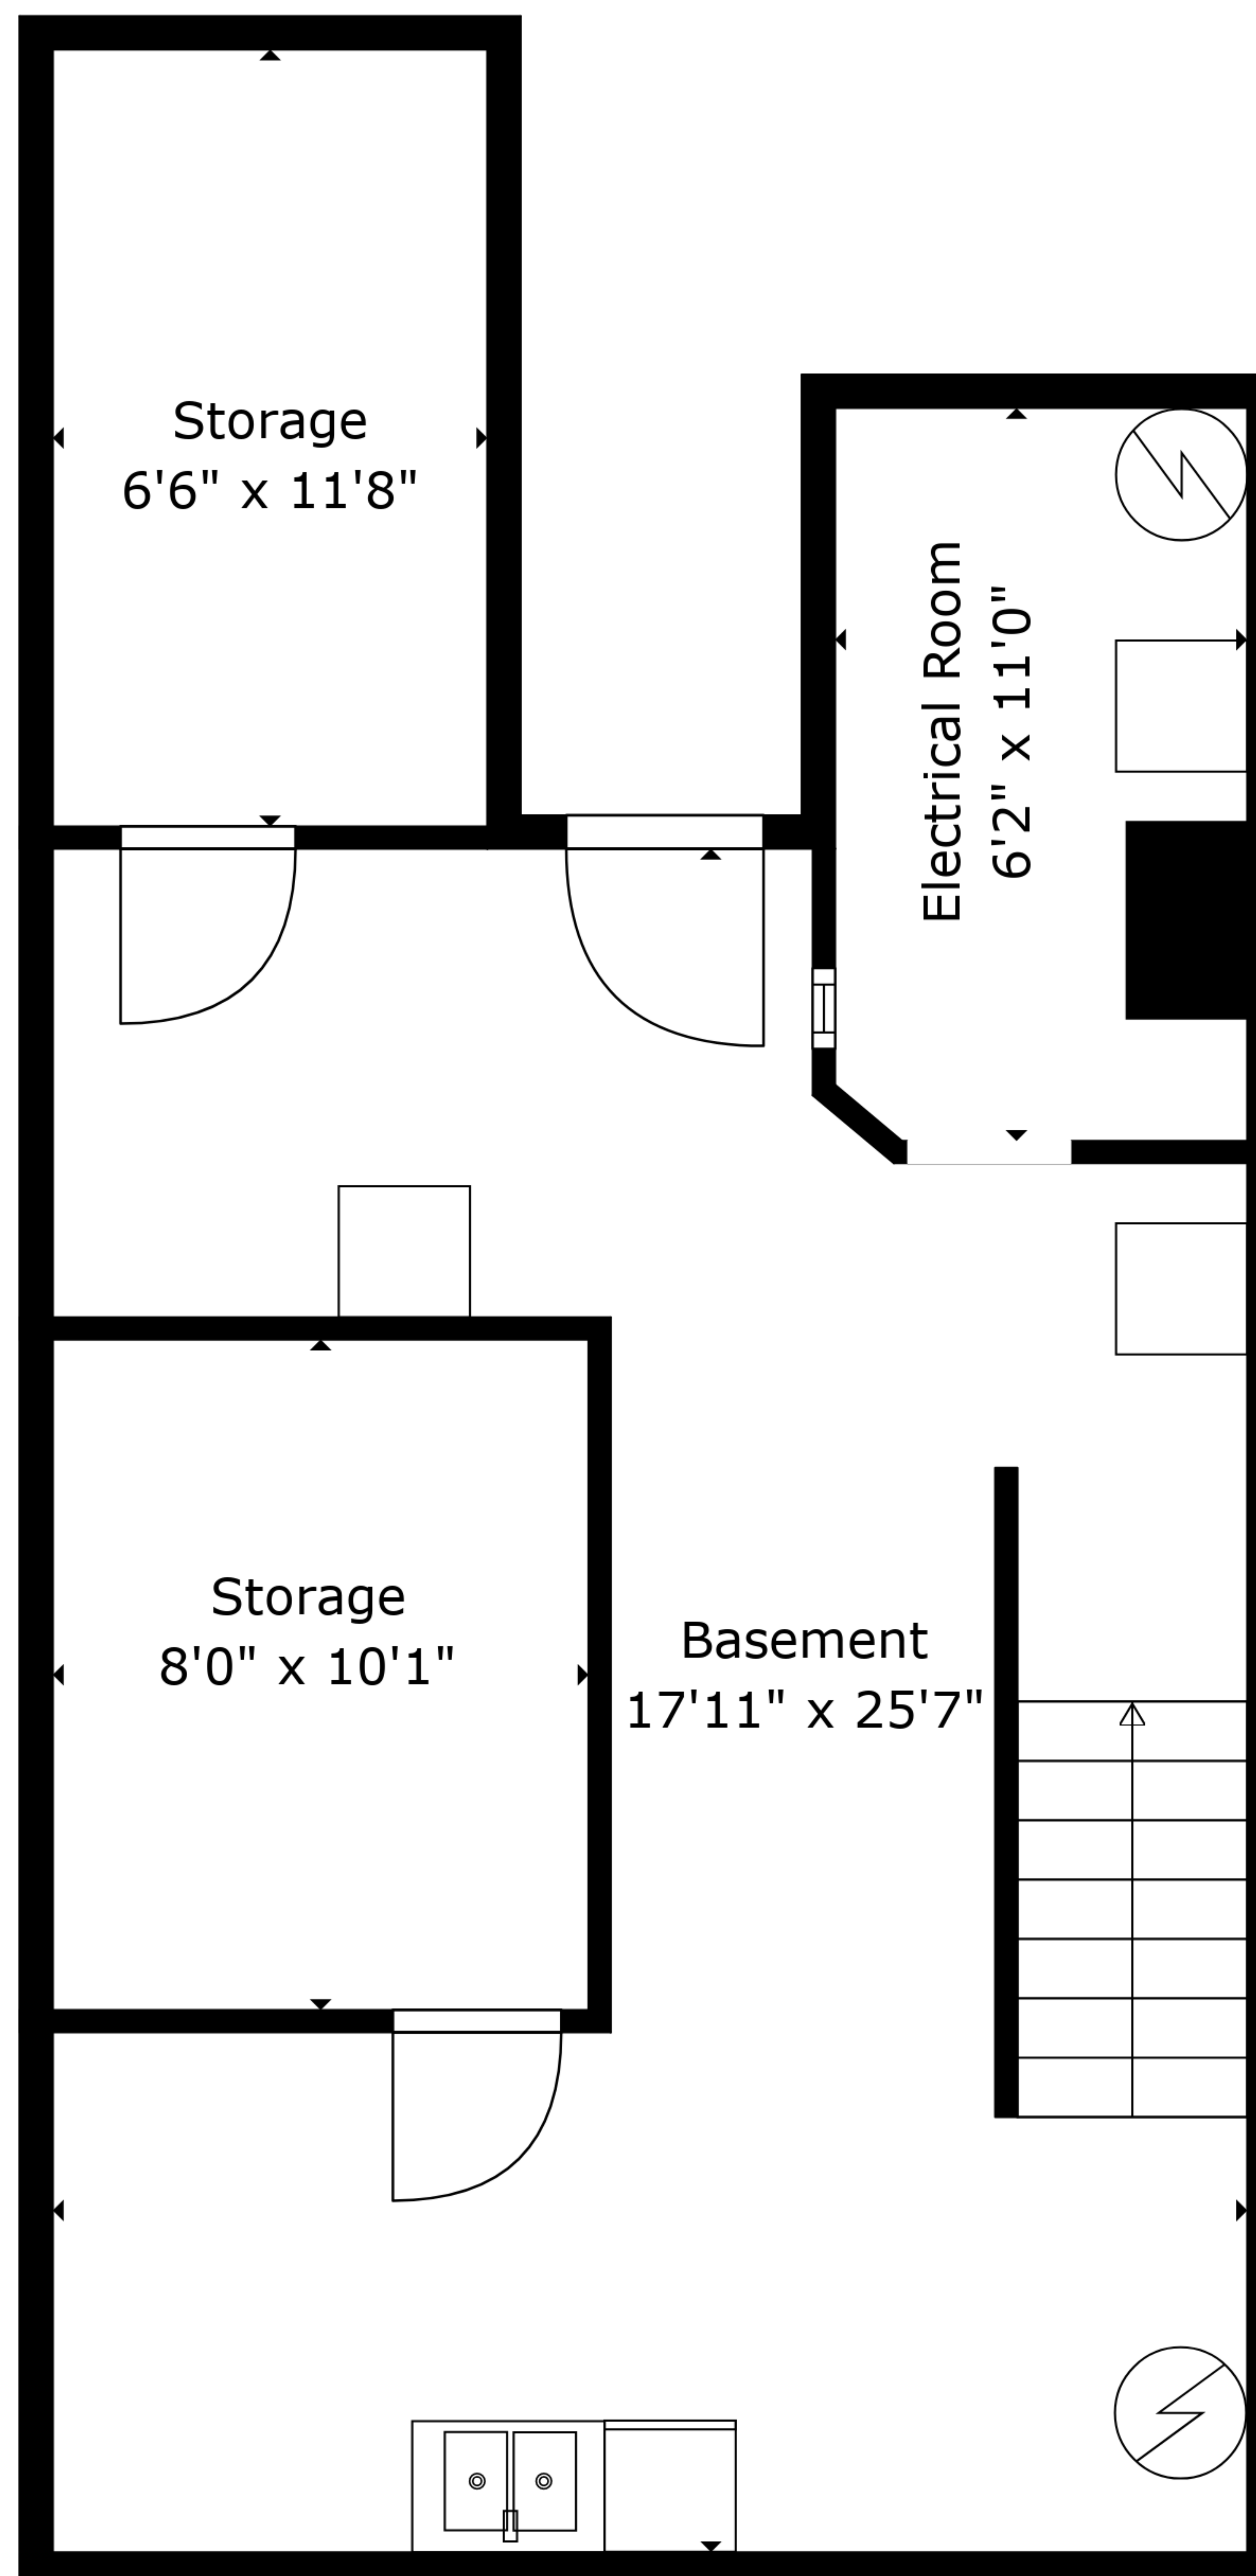 Storage
6'6" x 11'8"
Electrical Room
6'2" x 11'0"
Storage
8'0" x 10'1"
Basement
17'11" x 25'7"